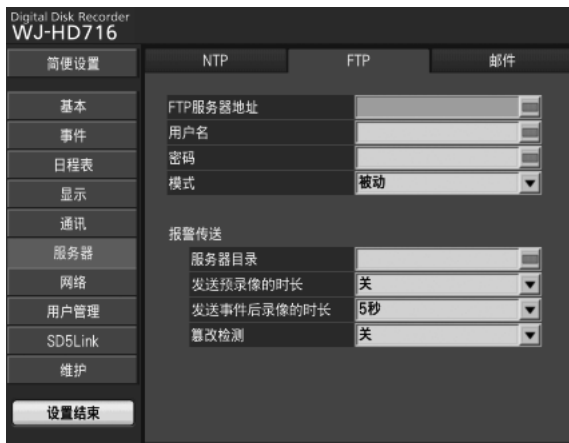 Digital Disk Recorder
WJ-HD716
简便设置
基本
事件
日程表
显示
通讯
服务器
网络
用户管理
SD5Link
维护
设置结束
NTP FTP 邮件
FTP服务器地址
用户名
密码
模式 被动
报警传送
服务器目录
发送预录像的时长 关
发送事件后录像的时长 5秒
篡改检测 关